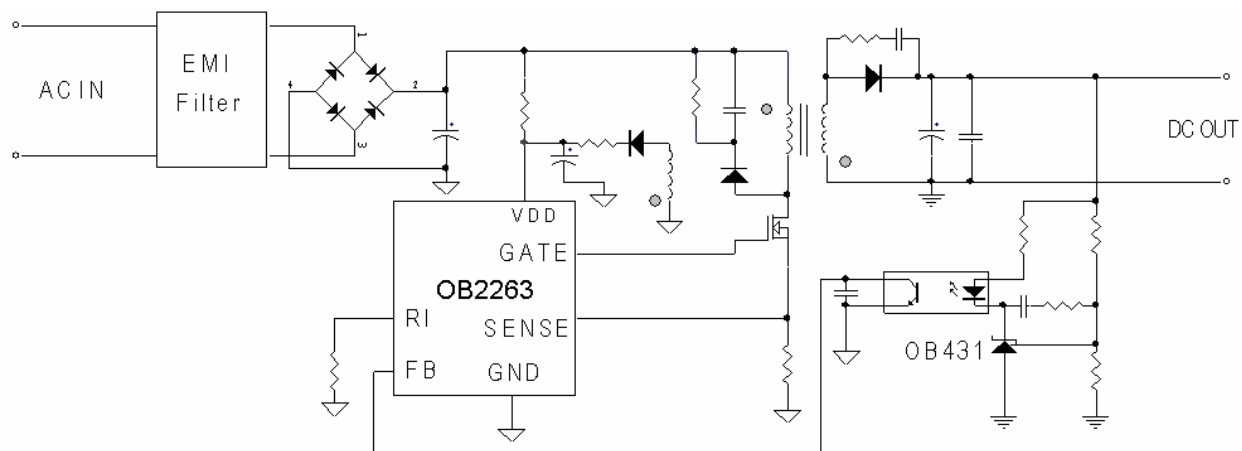 AC IN
EMI
Filter
1
2
3
4
+
+
+
DC OUT
VDD
GATE
OB2263
RI
SENSE
FB
GND
OB431